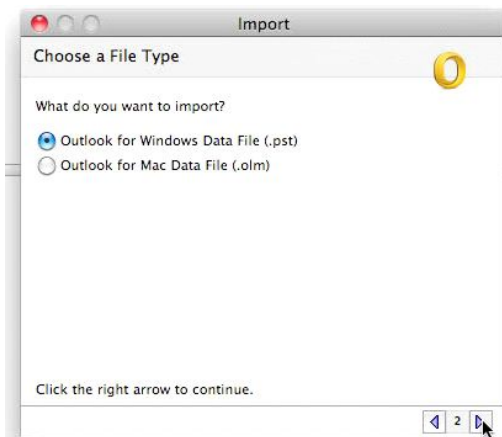 Import
Choose a File Type
What do you want to import?
Outlook for Windows Data File (.pst)
Outlook for Mac Data File (.olm)
Click the right arrow to continue.
2